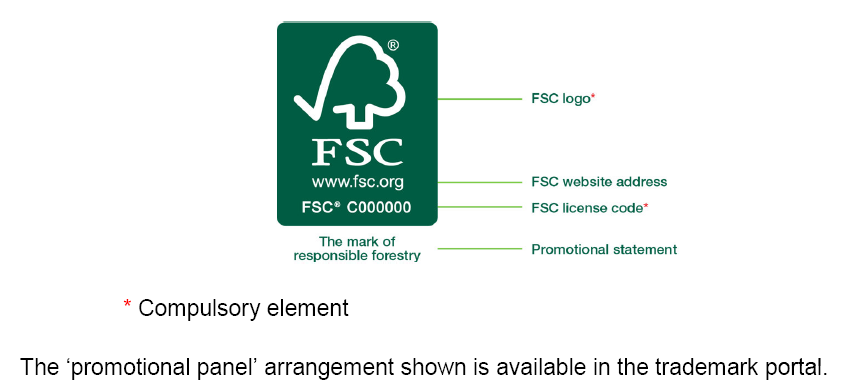 ®
FSC
www.fsc.org
FSC® C000000
The mark of
responsible forestry
FSC logo*
FSC website address
FSC license code*
Promotional statement
* Compulsory element
The ‘promotional panel’ arrangement shown is available in the trademark portal.